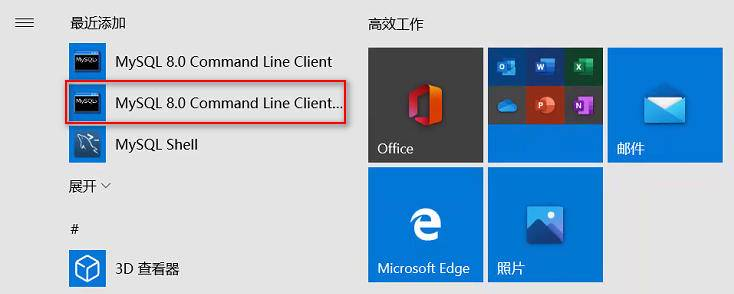 最近添加
MySQL 8.0 Command Line Client
MySQL 8.0 Command Line Client...
MySQL Shell
展开
#
3D 查看器
高效工作
Office
邮件
Microsoft Edge
照片